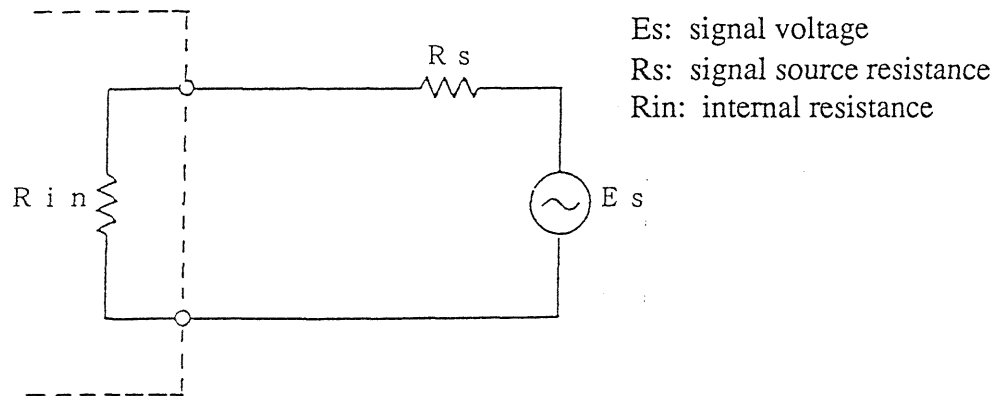 Es: signal voltage
R s
Rs: signal source resistance
Rin: internal resistance
R i n
E s